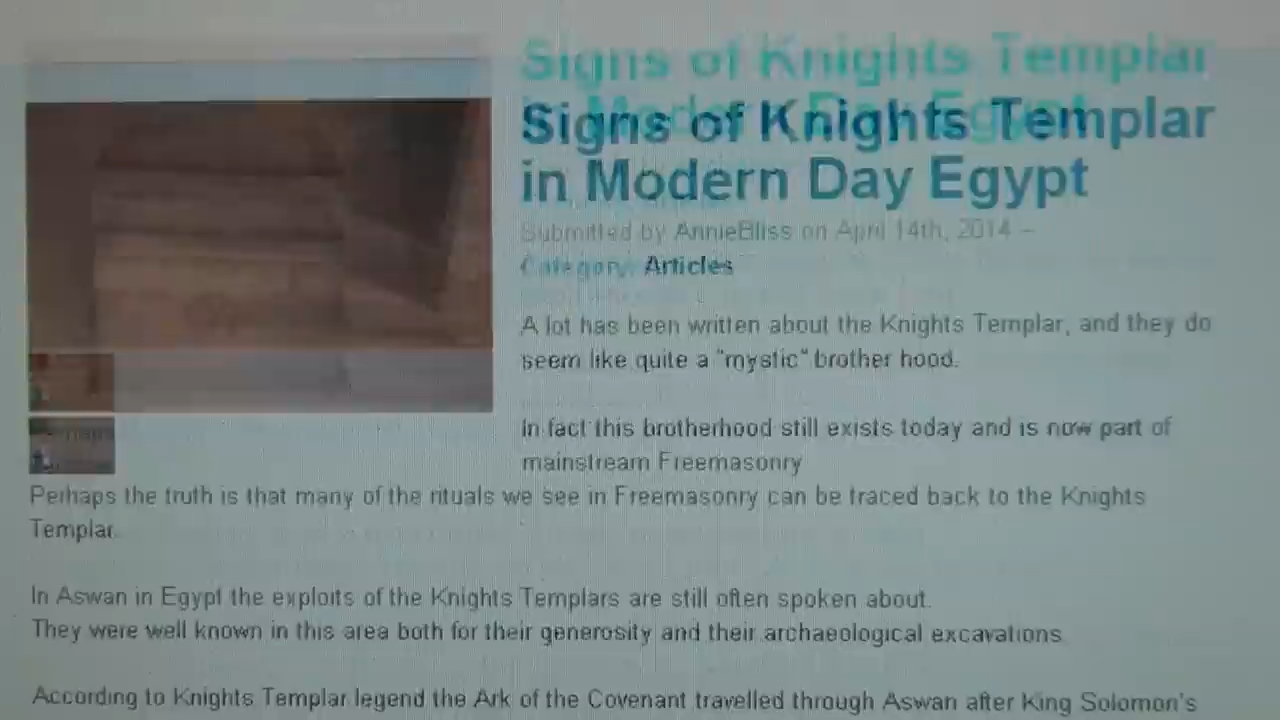 Signs of Knights Templar
in Modern Day Egypt
Submitted by AnnieBliss on April 14th, 2014 –
Category: Articles
A lot has been written about the Knights Templar, and they do
seem like quite a "mystic" brother hood.
In fact this brotherhood still exists today and is now part of
mainstream Freemasonry
Perhaps the truth is that many of the rituals we see in Freemasonry can be traced back to the Knights
Templar.
In Aswan in Egypt the exploits of the Knights Templars are still often spoken about.
They were well known in this area both for their generosity and their archaeological excavations.
According to Knights Templar legend the Ark of the Covenant travelled through Aswan after King Solomon's